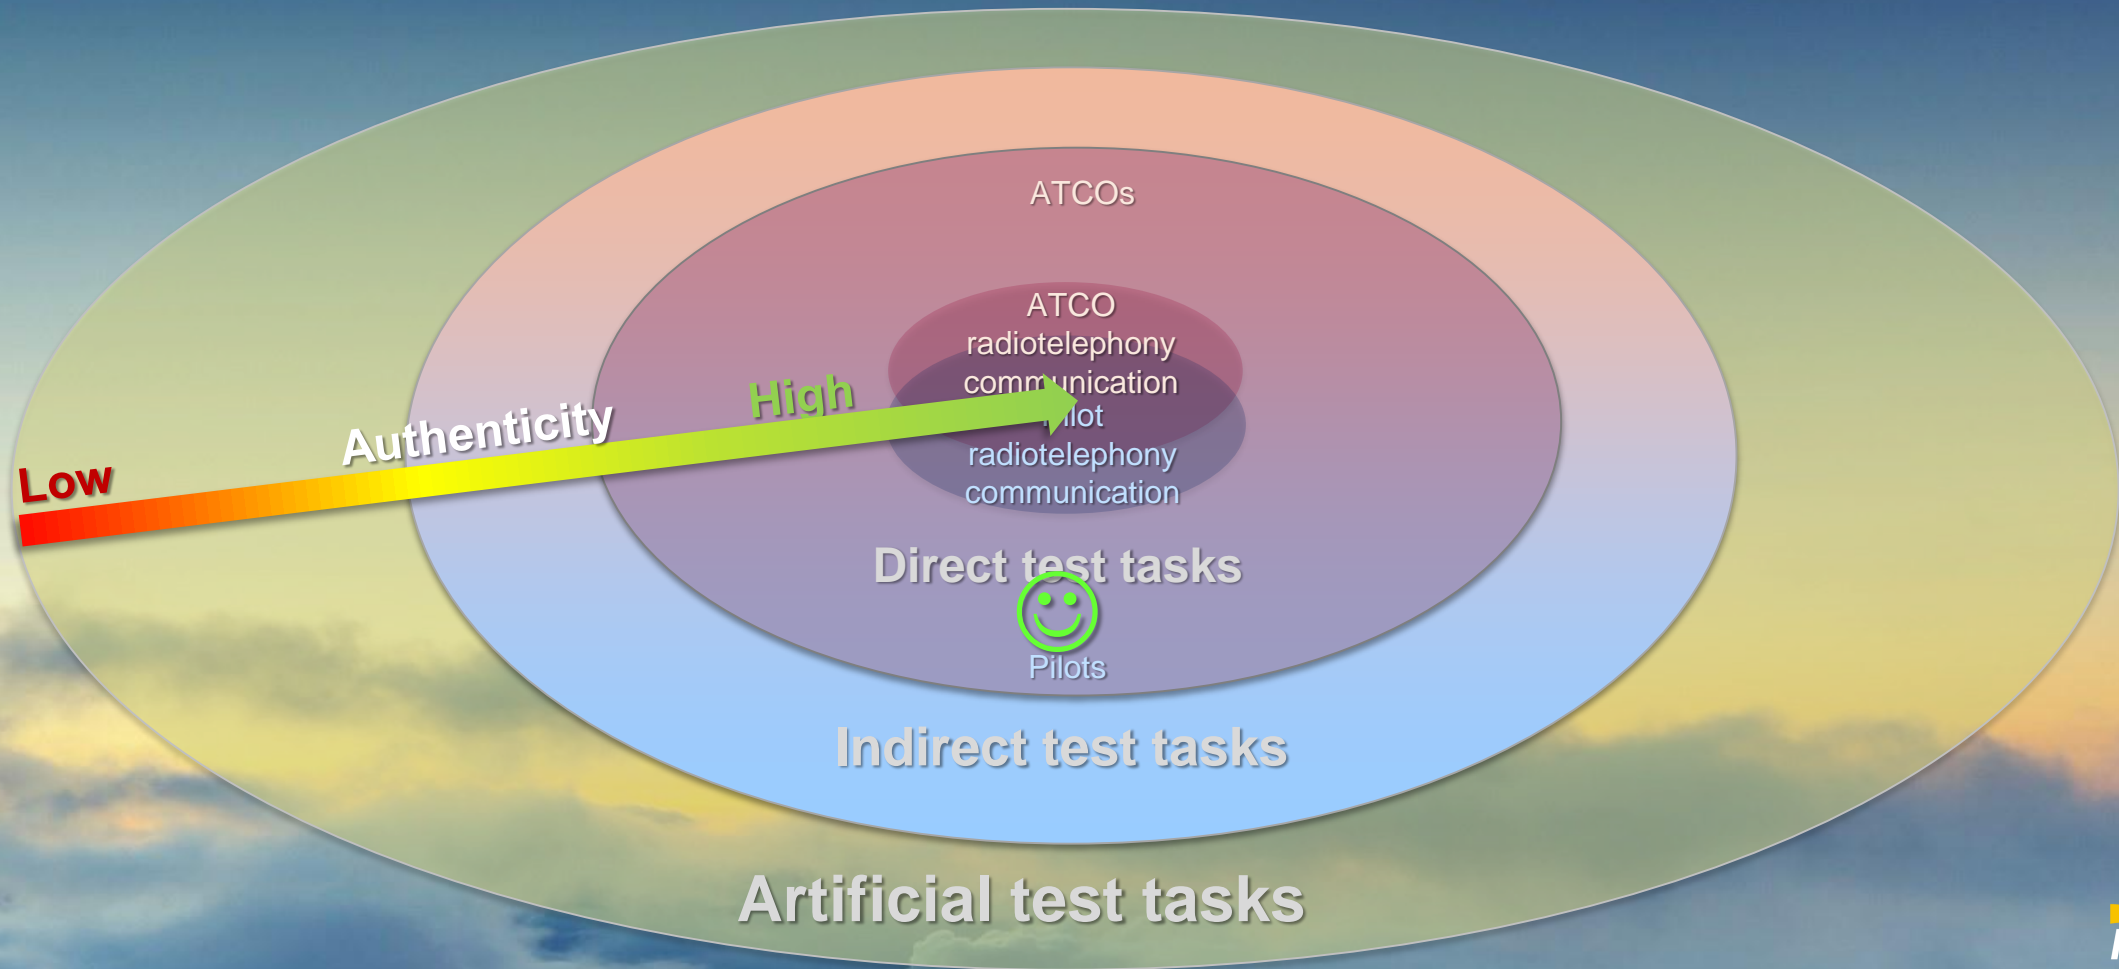 ATCOs
ATCO
radiotelephony
communication
Pilot
radiotelephony
communication
High
Authenticity
Low
Direct test tasks
Pilots
Indirect test tasks
Artificial test tasks